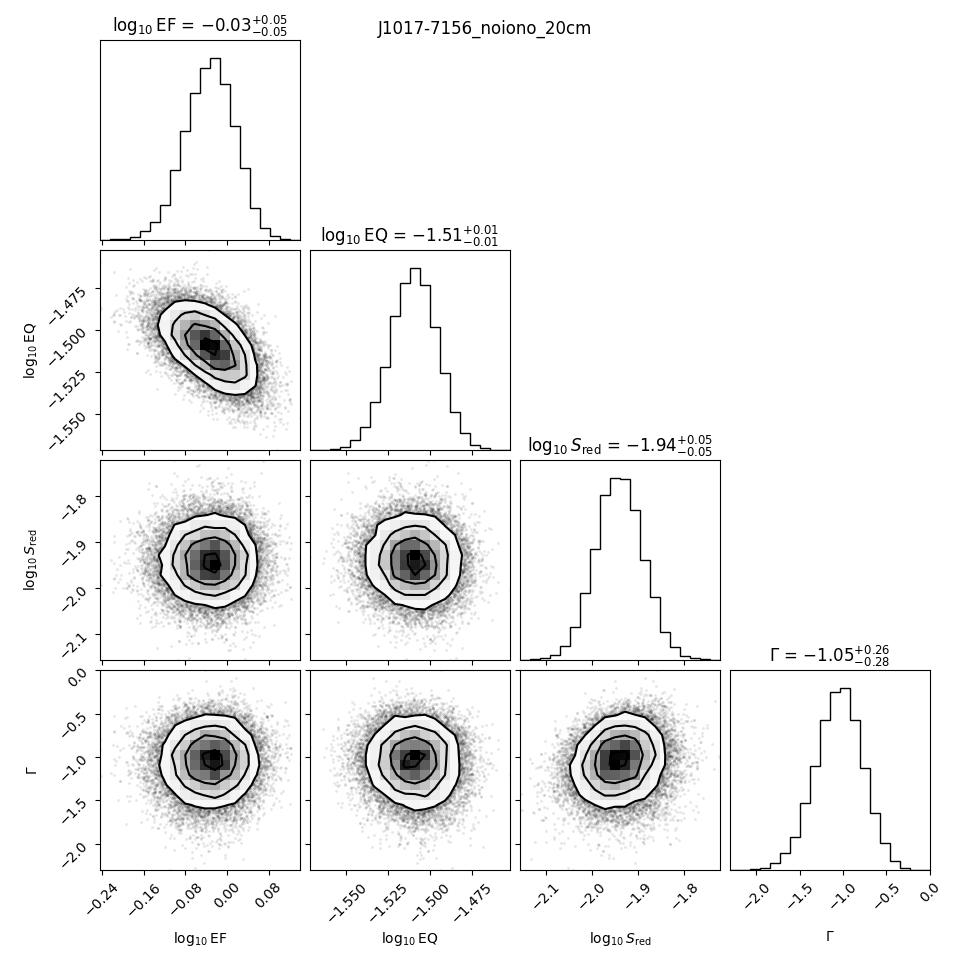 J1017-7156_noiono_20cm
log₁₀ EF = −0.03⁺⁰·⁰⁵₋₀.₀₅
log₁₀ EQ = −1.51⁺⁰·⁰¹₋₀.₀₁
−1.475
−1.500
−1.525
−1.550
log₁₀ EQ
log₁₀ S_red = −1.94⁺⁰·⁰⁵₋₀.₀₅
−1.8
−1.9
−2.0
−2.1
log₁₀ S_red
Γ = −1.05⁺⁰·²⁶₋₀.₂₈
0.0
−0.5
−1.0
−1.5
−2.0
Γ
−0.24 −0.16 −0.08 0.00 0.08
−1.550 −1.525 −1.500 −1.475
−2.1 −2.0 −1.9 −1.8
−2.0 −1.5 −1.0 −0.5 0.0
log₁₀ EF
log₁₀ EQ
log₁₀ S_red
Γ